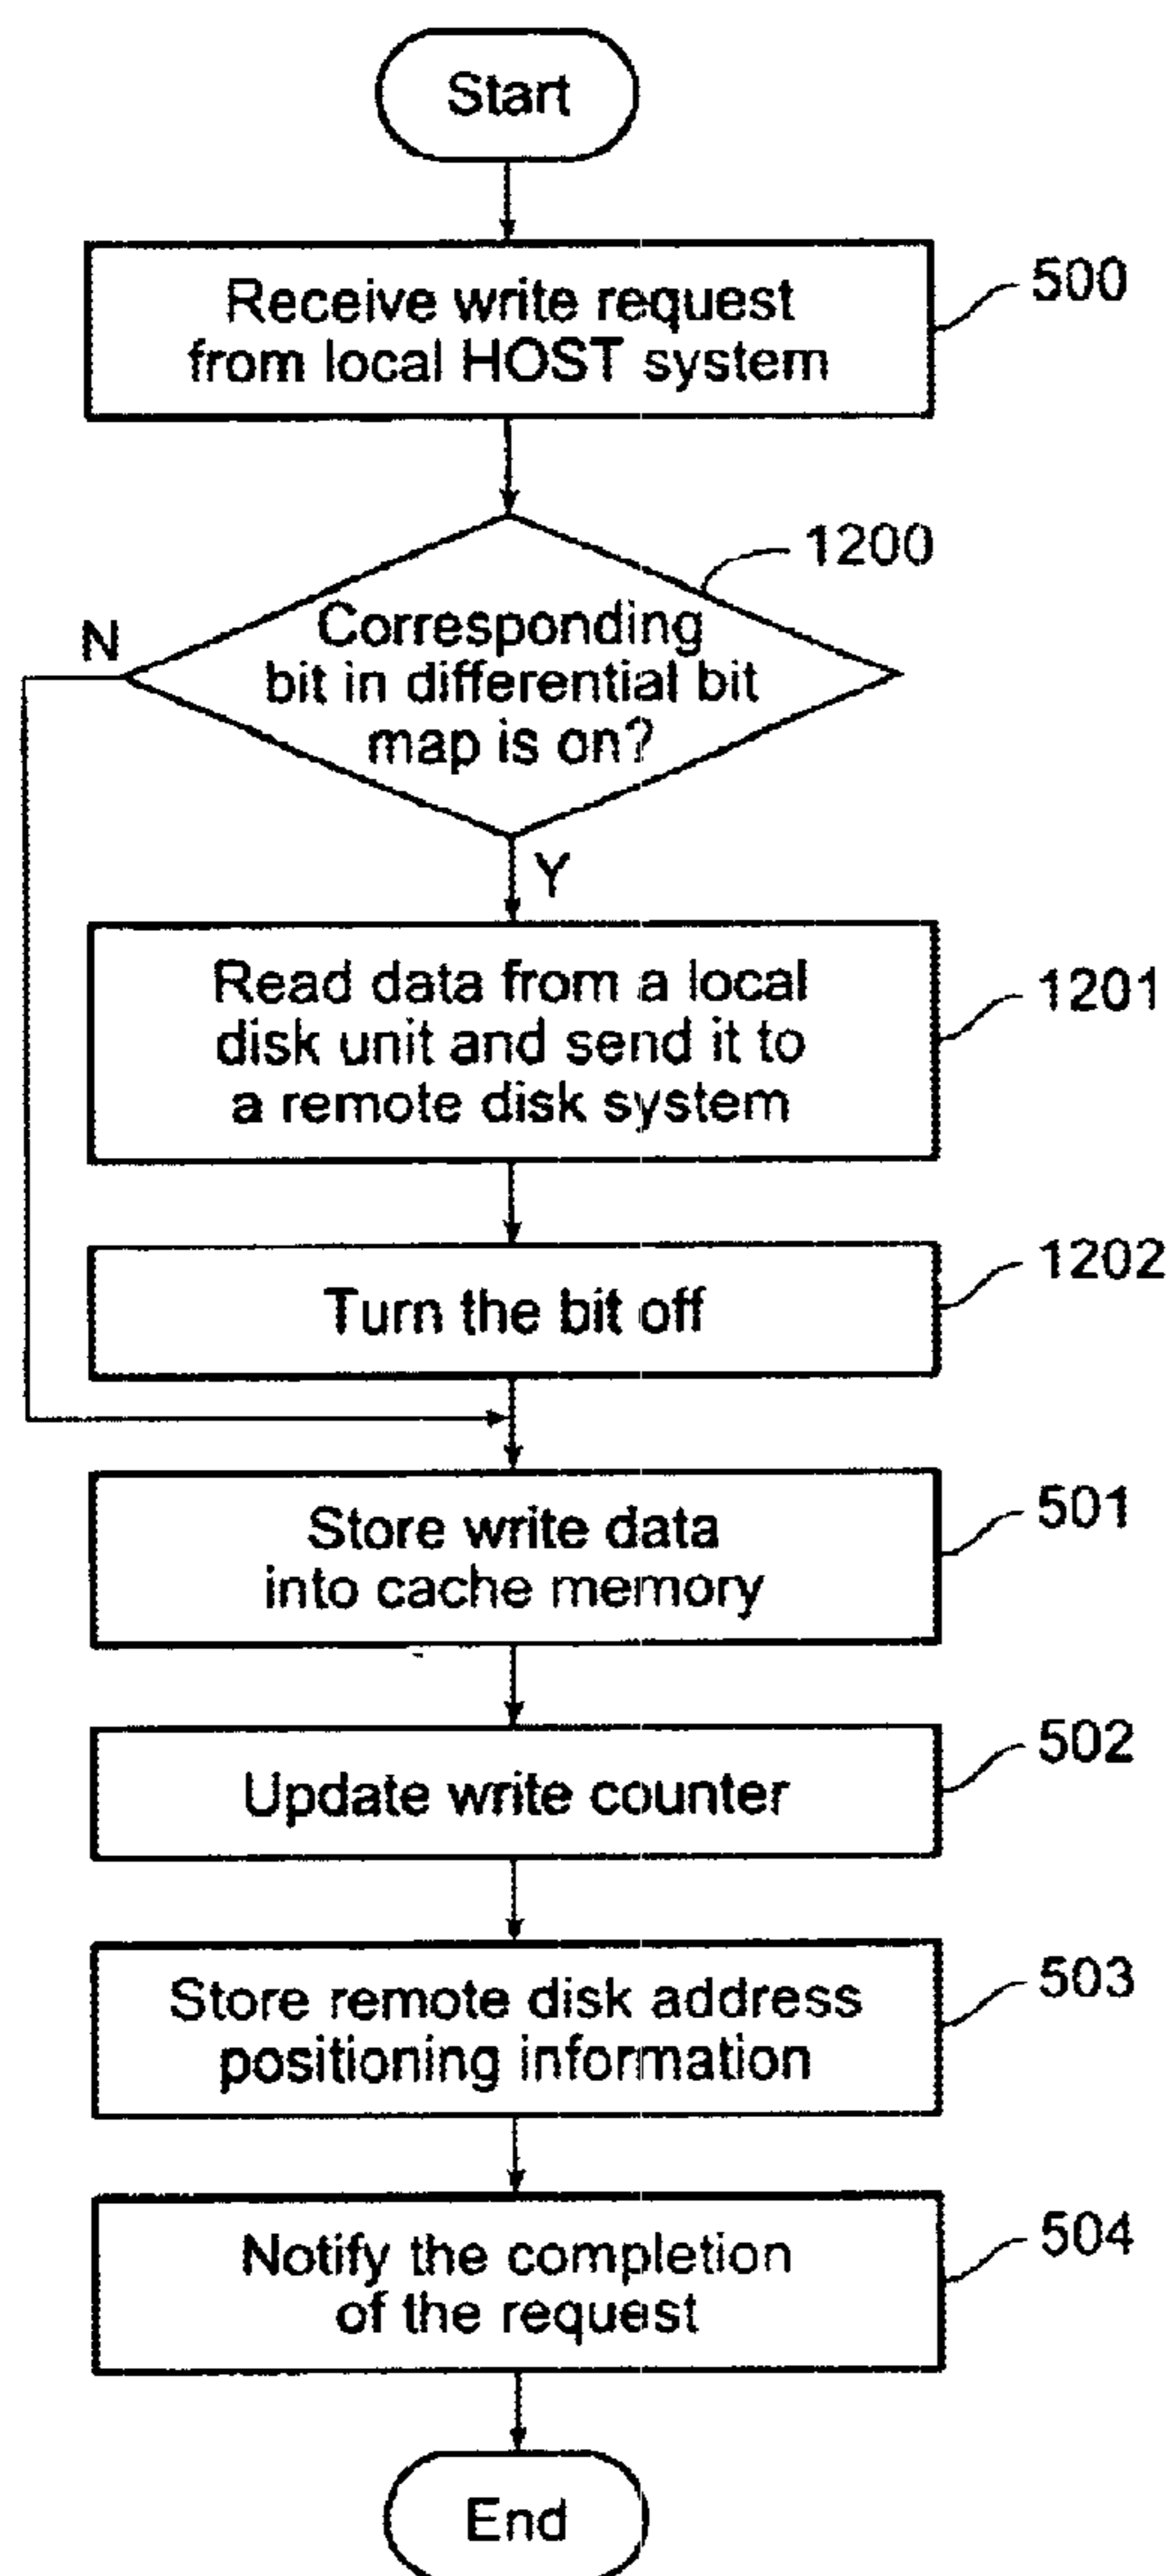 Start
Receive write request
from local HOST system
500
1200
Corresponding
bit in differential bit
map is on?
N
Y
Read data from a local
disk unit and send it to
a remote disk system
1201
Turn the bit off
1202
Store write data
into cache memory
501
Update write counter
502
Store remote disk address
positioning information
503
Notify the completion
of the request
504
End